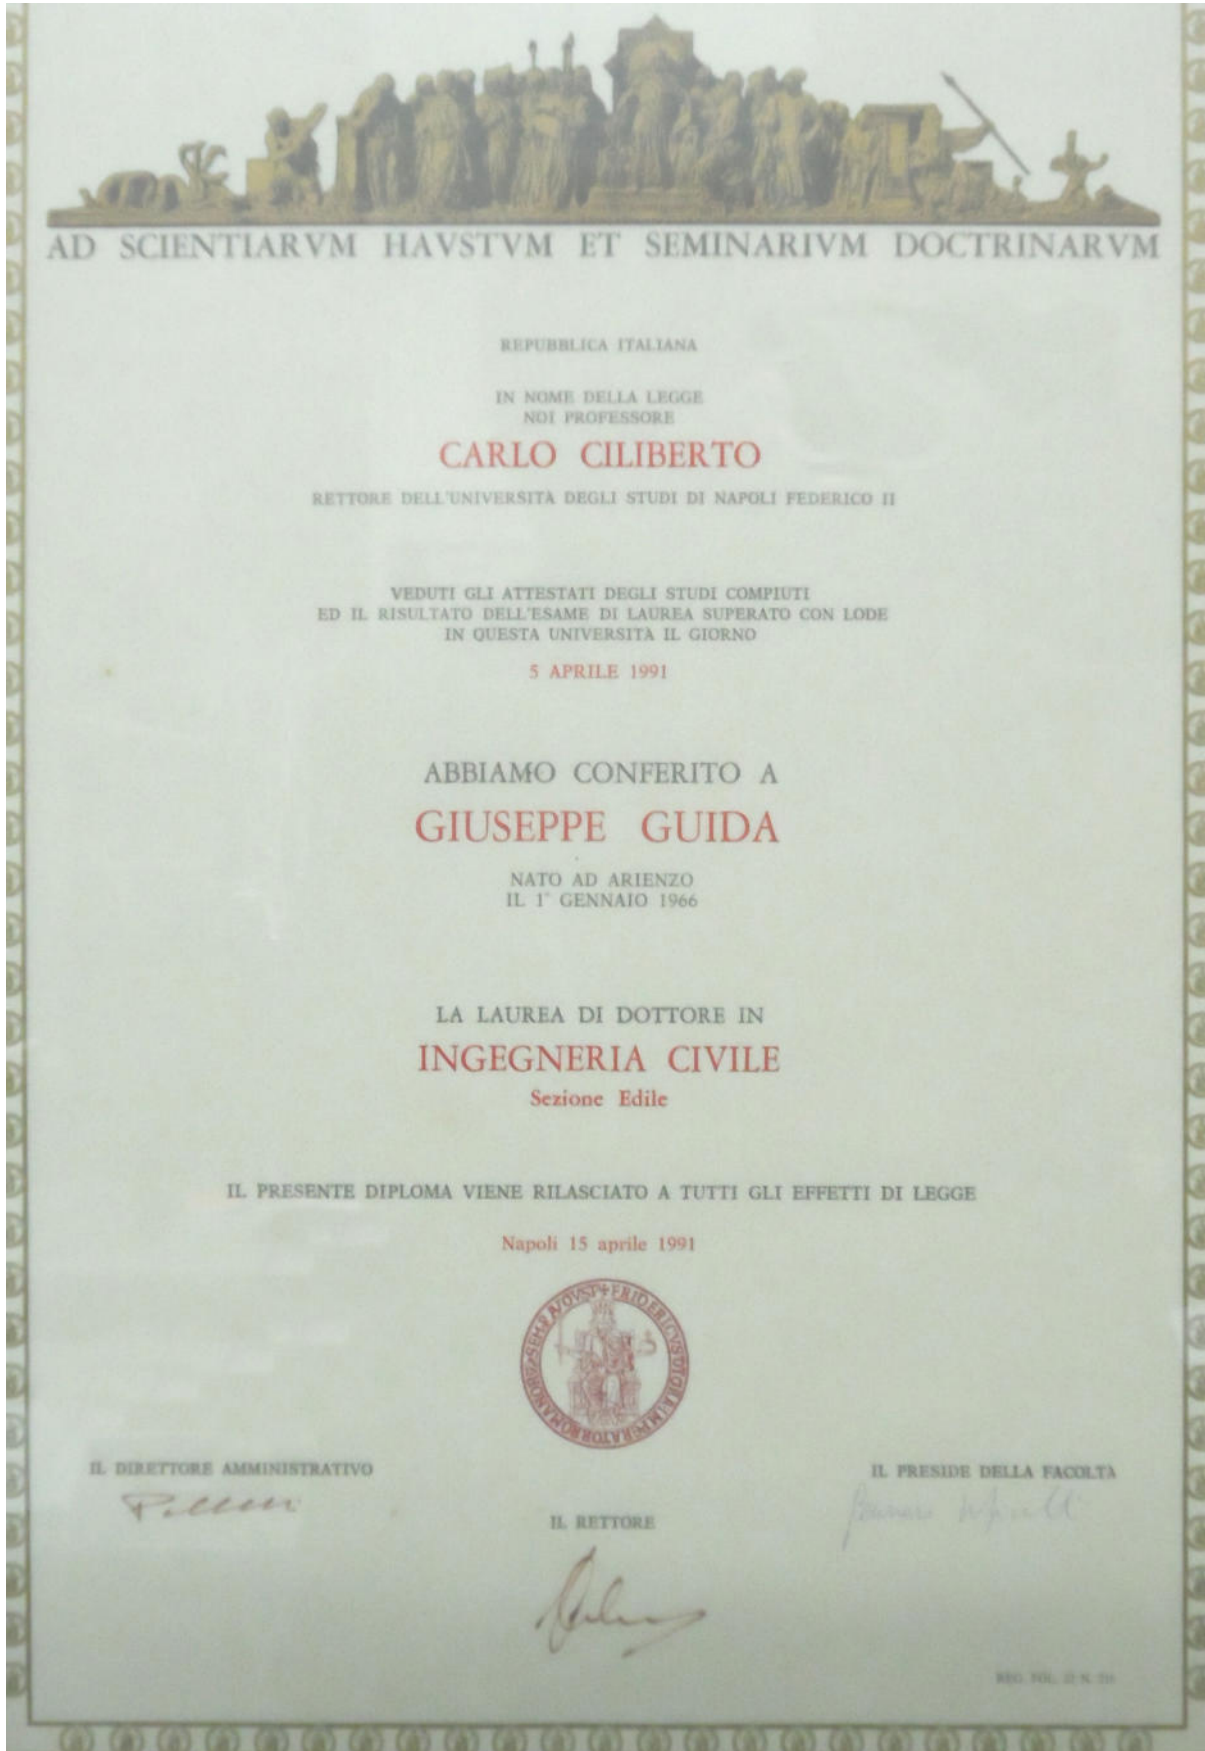 AD SCIENTIARVM HAVSTVM ET SEMINARIVM DOCTRINARVM
REPUBBLICA ITALIANA
IN NOME DELLA LEGGE
NOI PROFESSORE
CARLO CILIBERTO
RETTORE DELL'UNIVERSITÀ DEGLI STUDI DI NAPOLI FEDERICO II
VEDUTI GLI ATTESTATI DEGLI STUDI COMPIUTI
ED IL RISULTATO DELL'ESAME DI LAUREA SUPERATO CON LODE
IN QUESTA UNIVERSITÀ IL GIORNO
5 APRILE 1991
ABBIAMO CONFERITO A
GIUSEPPE GUIDA
NATO AD ARIENZO
IL 1° GENNAIO 1966
LA LAUREA DI DOTTORE IN
INGEGNERIA CIVILE
Sezione Edile
IL PRESENTE DIPLOMA VIENE RILASCIATO A TUTTI GLI EFFETTI DI LEGGE
Napoli 15 aprile 1991
IL DIRETTORE AMMINISTRATIVO
IL PRESIDE DELLA FACOLTÀ
IL RETTORE
REG. FOL.